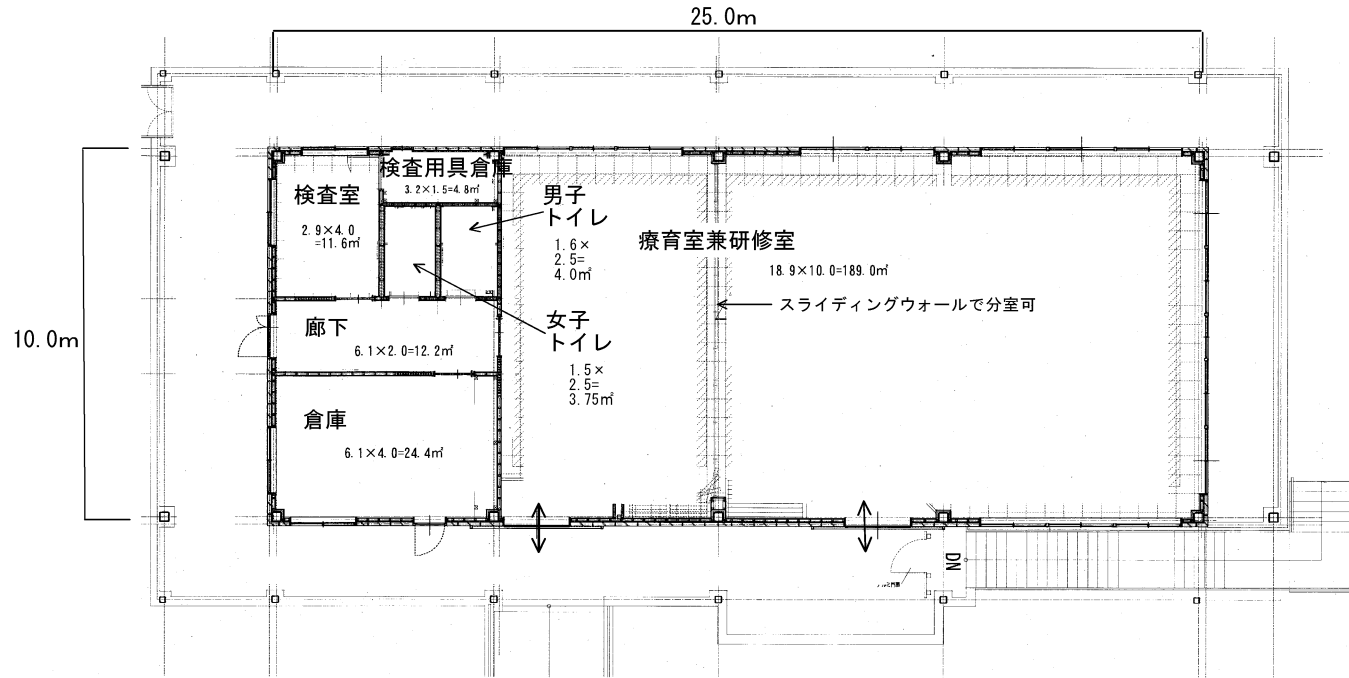 25.0m
10.0m
検査室
2.9×4.0
=11.6㎡
検査用具倉庫
3.2×1.5=4.8㎡
男子
トイレ
1.6×
2.5=
4.0㎡
療育室兼研修室
18.9×10.0=189.0㎡
スライディングウォールで分室可
廊下
6.1×2.0=12.2㎡
女子
トイレ
1.5×
2.5=
3.75㎡
倉庫
6.1×4.0=24.4㎡
DN